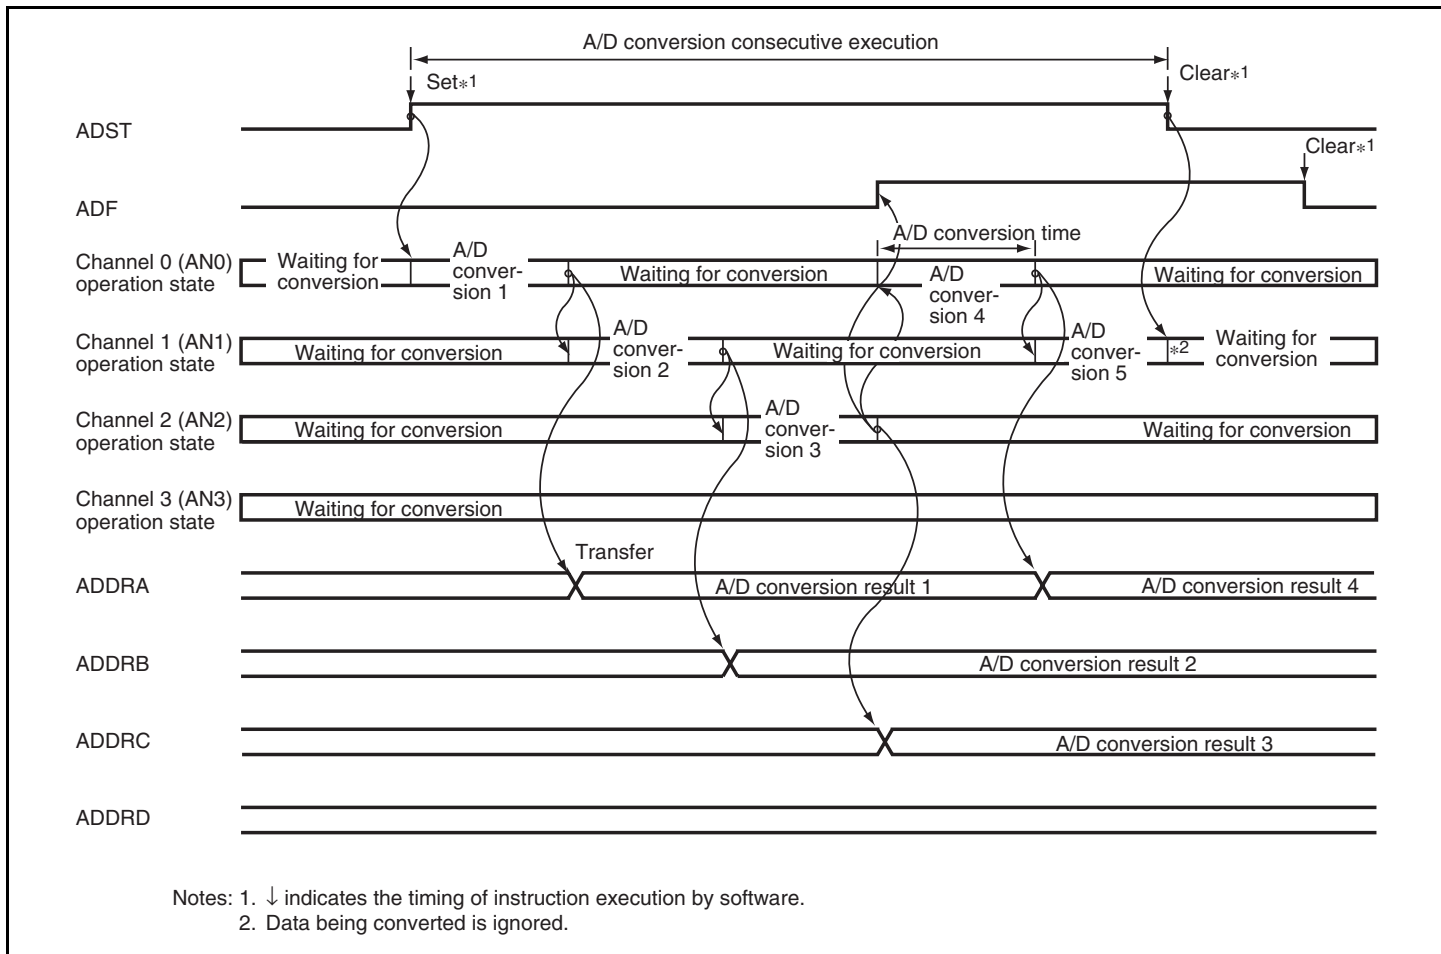 A/D conversion consecutive execution
Set*1
Clear*1
ADST
Clear*1
ADF
A/D conversion time
Channel 0 (AN0)
operation state
Waiting for
conversion
A/D
conver-
sion 1
Waiting for conversion
A/D
conver-
sion 4
Waiting for conversion
Channel 1 (AN1)
operation state
Waiting for conversion
A/D
conver-
sion 2
Waiting for conversion
A/D
conver-
sion 5
*2
Waiting for
conversion
Channel 2 (AN2)
operation state
Waiting for conversion
A/D
conver-
sion 3
Waiting for conversion
Channel 3 (AN3)
operation state
Waiting for conversion
Transfer
ADDRA
A/D conversion result 1
A/D conversion result 4
ADDRB
A/D conversion result 2
ADDRC
A/D conversion result 3
ADDRD
Notes: 1. ↓ indicates the timing of instruction execution by software.
2. Data being converted is ignored.